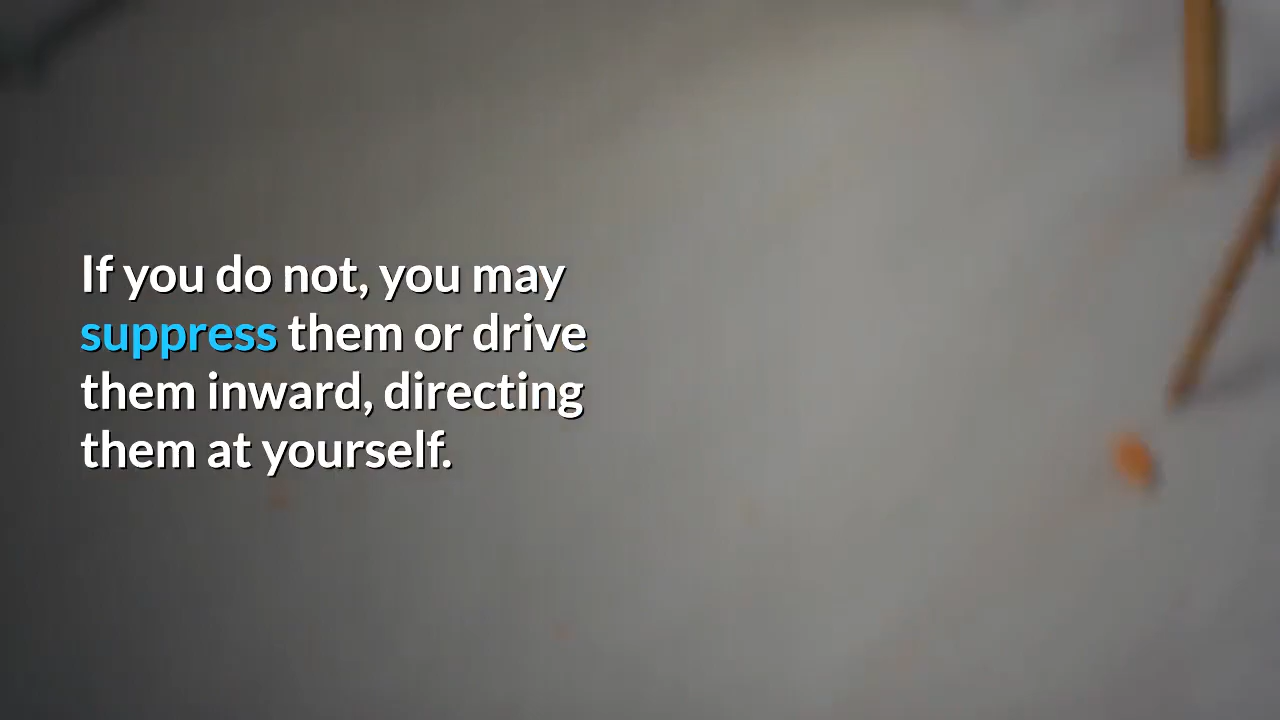 If you do not, you may
suppress them or drive
them inward, directing
them at yourself.